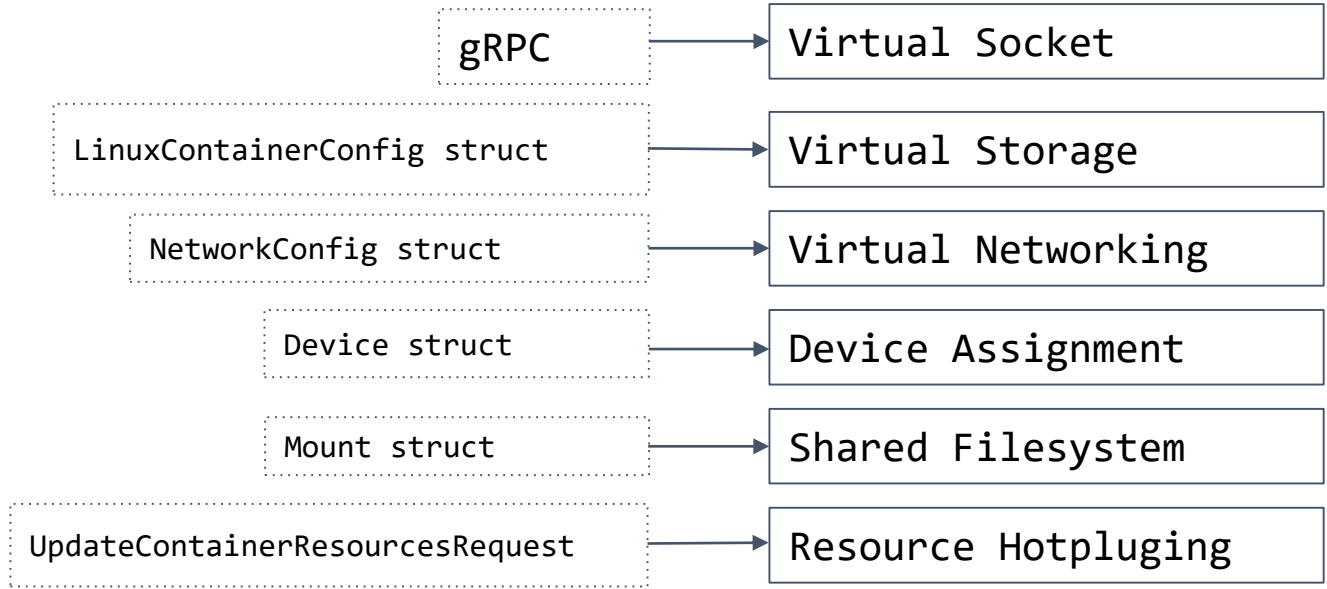 gRPC
Virtual Socket
LinuxContainerConfig struct
Virtual Storage
NetworkConfig struct
Virtual Networking
Device struct
Device Assignment
Mount struct
Shared Filesystem
UpdateContainerResourcesRequest
Resource Hotpluging